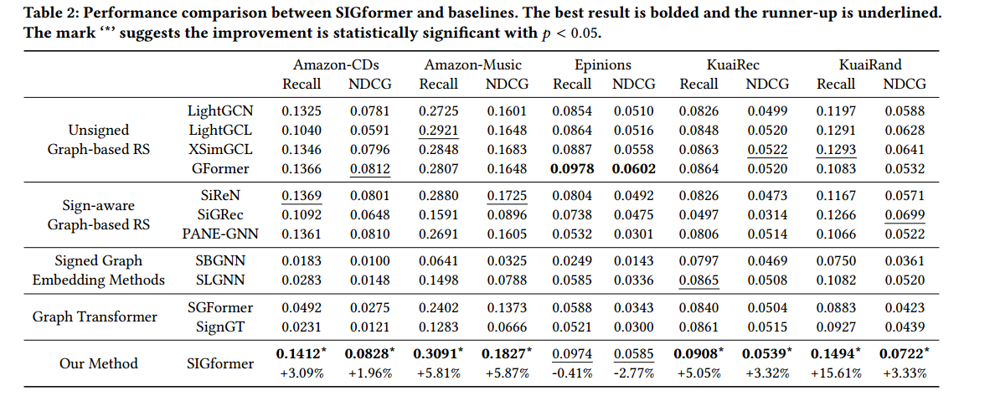 Table 2: Performance comparison between SIGformer and baselines. The best result is bolded and the runner-up is underlined.
The mark ‘*’ suggests the improvement is statistically significant with p < 0.05.
Amazon-CDs Amazon-Music Epinions KuaiRec KuaiRand
Recall NDCG Recall NDCG Recall NDCG Recall NDCG Recall NDCG
Unsigned Graph-based RS
LightGCN 0.1325 0.0781 0.2725 0.1601 0.0854 0.0510 0.0826 0.0499 0.1197 0.0588
LightGCL 0.1040 0.0591 0.2921 0.1648 0.0864 0.0516 0.0848 0.0520 0.1291 0.0628
XSimGCL 0.1346 0.0796 0.2848 0.1683 0.0887 0.0558 0.0863 0.0522 0.1293 0.0641
GFormer 0.1366 0.0812 0.2807 0.1648 0.0978 0.0602 0.0864 0.0520 0.1083 0.0532
Sign-aware Graph-based RS
SiReN 0.1369 0.0801 0.2880 0.1725 0.0804 0.0492 0.0826 0.0473 0.1167 0.0571
SiGRec 0.1092 0.0648 0.1591 0.0896 0.0738 0.0475 0.0497 0.0314 0.1266 0.0699
PANE-GNN 0.1361 0.0810 0.2691 0.1605 0.0532 0.0301 0.0806 0.0514 0.1066 0.0522
Signed Graph Embedding Methods
SBGNN 0.0183 0.0100 0.0641 0.0325 0.0249 0.0143 0.0797 0.0469 0.0750 0.0361
SLGNN 0.0283 0.0148 0.1498 0.0788 0.0585 0.0336 0.0865 0.0508 0.1082 0.0520
Graph Transformer
SGFormer 0.0492 0.0275 0.2402 0.1373 0.0588 0.0343 0.0840 0.0504 0.0883 0.0423
SignGT 0.0231 0.0121 0.1283 0.0666 0.0521 0.0300 0.0861 0.0515 0.0927 0.0439
Our Method SIGformer
0.1412* 0.0828* 0.3091* 0.1827* 0.0974 0.0585 0.0908* 0.0539* 0.1494* 0.0722*
+3.09% +1.96% +5.81% +5.87% -0.41% -2.77% +5.05% +3.32% +15.61% +3.33%